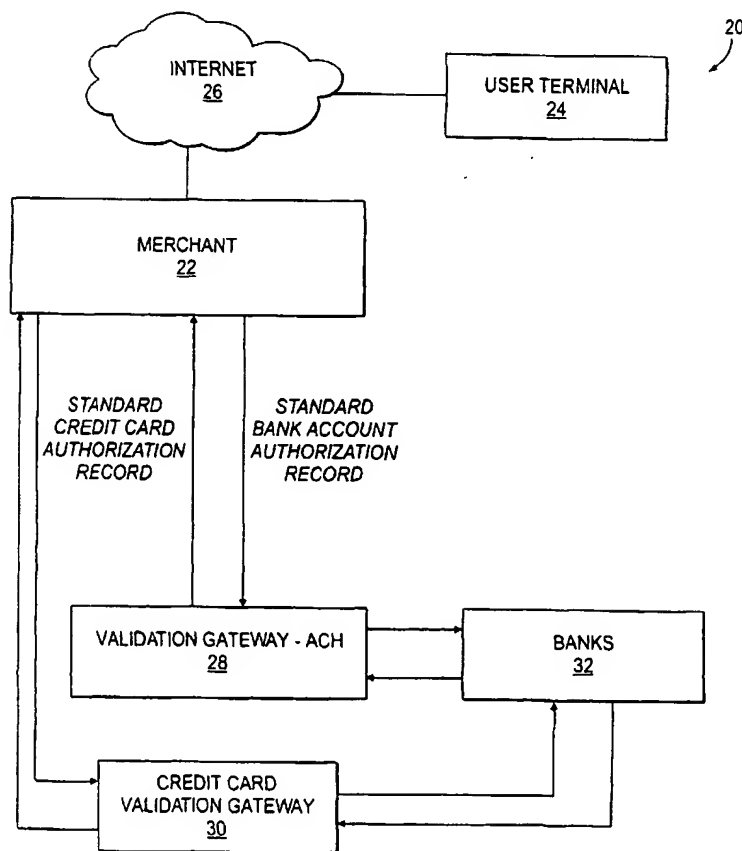 20
INTERNET
26
USER TERMINAL
24
MERCHANT
22
STANDARD
CREDIT CARD
AUTHORIZATION
RECORD
STANDARD
BANK ACCOUNT
AUTHORIZATION
RECORD
VALIDATION GATEWAY - ACH
28
BANKS
32
CREDIT CARD
VALIDATION GATEWAY
30